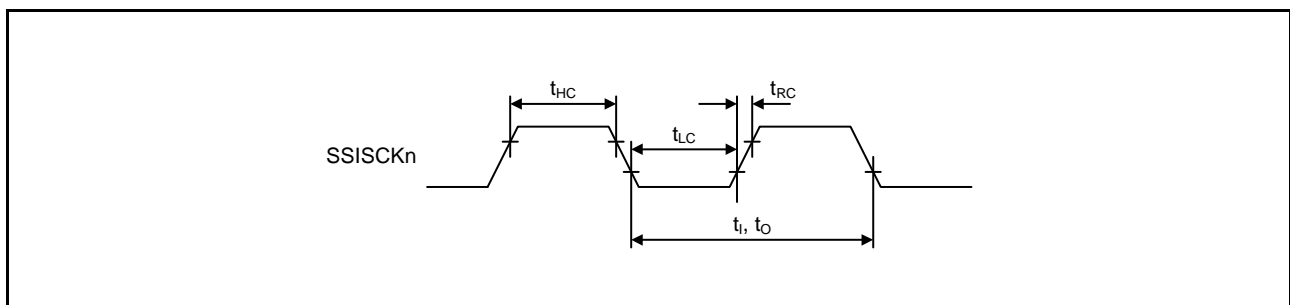 tHC
tRC
tLC
SSISCKn
tI, tO